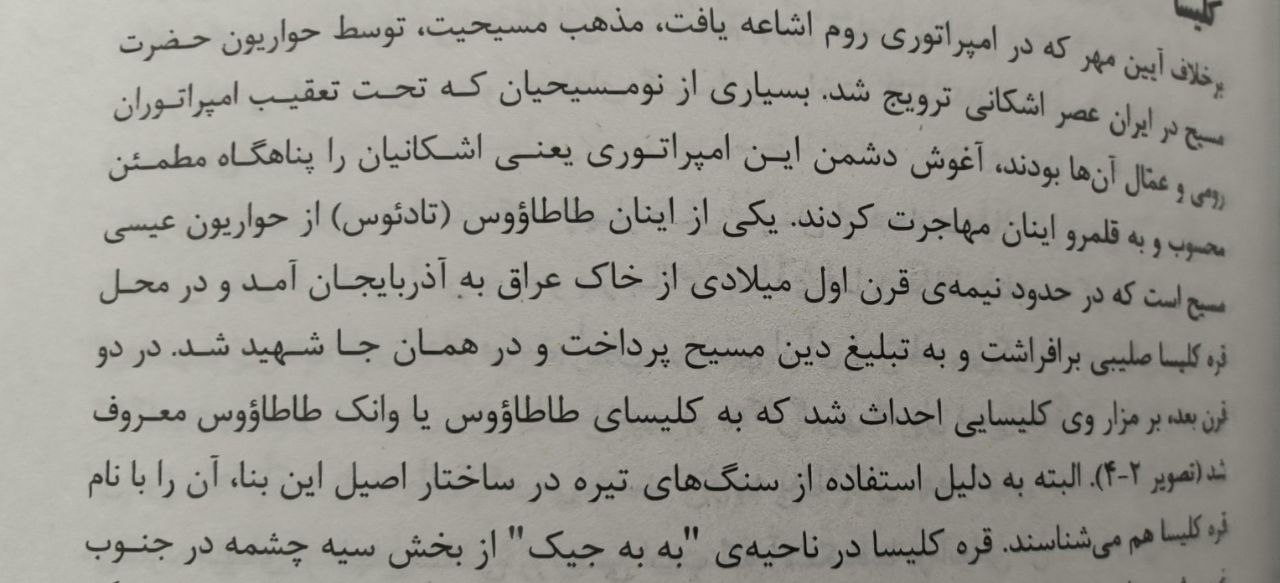 کلیسا
برخلاف آیین مهر که در امپراتوری روم اشاعه یافت، مذهب مسیحیت، توسط حواریون حضرت
مسیح در ایران عصر اشکانی ترویج شد. بسیاری از نومسیحیان که تحت تعقیب امپراتوران
رومی و عمّال آن‌ها بودند، آغوش دشمن این امپراتوری یعنی اشکانیان را پناهگاه مطمئن
محسوب و به قلمرو اینان مهاجرت کردند. یکی از اینان طاطاؤوس (تادئوس) از حواریون عیسی
مسیح است که در حدود نیمه‌ی قرن اول میلادی از خاک عراق به آذربایجان آمد و در محل
قره کلیسا صلیبی برافراشت و به تبلیغ دین مسیح پرداخت و در همان جا شهید شد. در دو
قرن بعد، بر مزار وی کلیسایی احداث شد که به کلیسای طاطاؤوس یا وانک طاطاؤوس معروف
شد (تصویر ۲-۴). البته به دلیل استفاده از سنگ‌های تیره در ساختار اصیل این بنا، آن را با نام
قره کلیسا هم می‌شناسند. قره کلیسا در ناحیه‌ی "به به جیک" از بخش سیه چشمه در جنوب